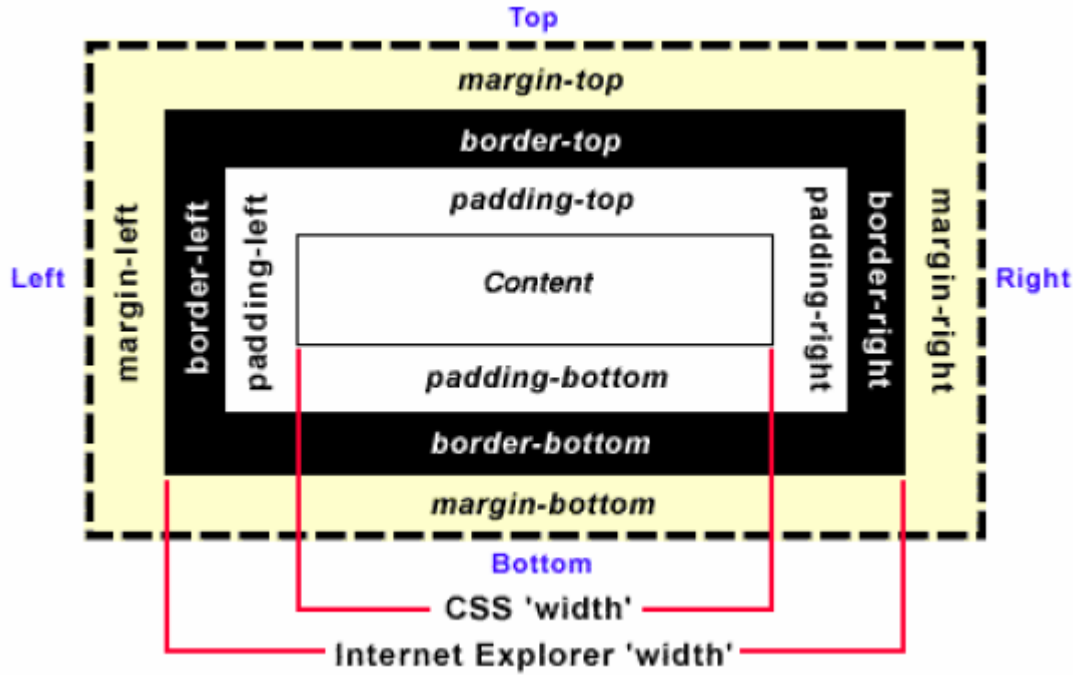 Top
margin-top
border-top
padding-top
Left
margin-left
border-left
padding-left
Content
padding-right
border-right
margin-right
Right
padding-bottom
border-bottom
margin-bottom
Bottom
CSS 'width'
Internet Explorer 'width'